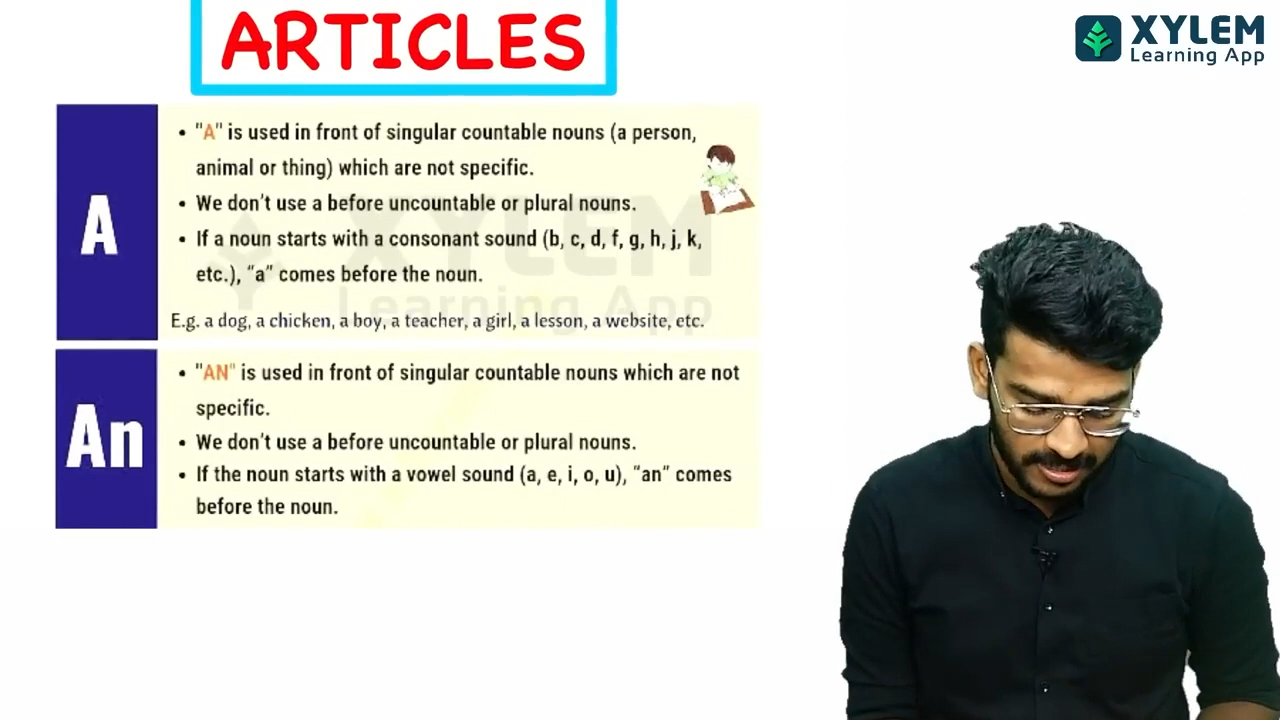 ARTICLES
XYLEM
Learning App
A
• "A" is used in front of singular countable nouns (a person,
animal or thing) which are not specific.
• We don't use a before uncountable or plural nouns.
• If a noun starts with a consonant sound (b, c, d, f, g, h, j, k,
etc.), “a” comes before the noun.
E.g. a dog, a chicken, a boy, a teacher, a girl, a lesson, a website, etc.
XYLEM
Learning App
An
• "AN" is used in front of singular countable nouns which are not
specific.
• We don't use a before uncountable or plural nouns.
• If the noun starts with a vowel sound (a, e, i, o, u), “an” comes
before the noun.